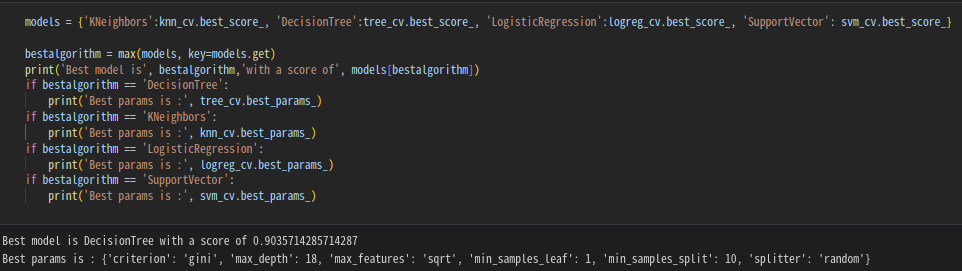 models = {'KNeighbors':knn_cv.best_score_, 'DecisionTree':tree_cv.best_score_, 'LogisticRegression':logreg_cv.best_score_, 'SupportVector': svm_cv.best_score_}
bestalgorithm = max(models, key=models.get)
print('Best model is', bestalgorithm,'with a score of', models[bestalgorithm])
if bestalgorithm == 'DecisionTree':
    print('Best params is :', tree_cv.best_params_)
if bestalgorithm == 'KNeighbors':
    print('Best params is :', knn_cv.best_params_)
if bestalgorithm == 'LogisticRegression':
    print('Best params is :', logreg_cv.best_params_)
if bestalgorithm == 'SupportVector':
    print('Best params is :', svm_cv.best_params_)
Best model is DecisionTree with a score of 0.9035714285714287
Best params is : {'criterion': 'gini', 'max_depth': 18, 'max_features': 'sqrt', 'min_samples_leaf': 1, 'min_samples_split': 10, 'splitter': 'random'}